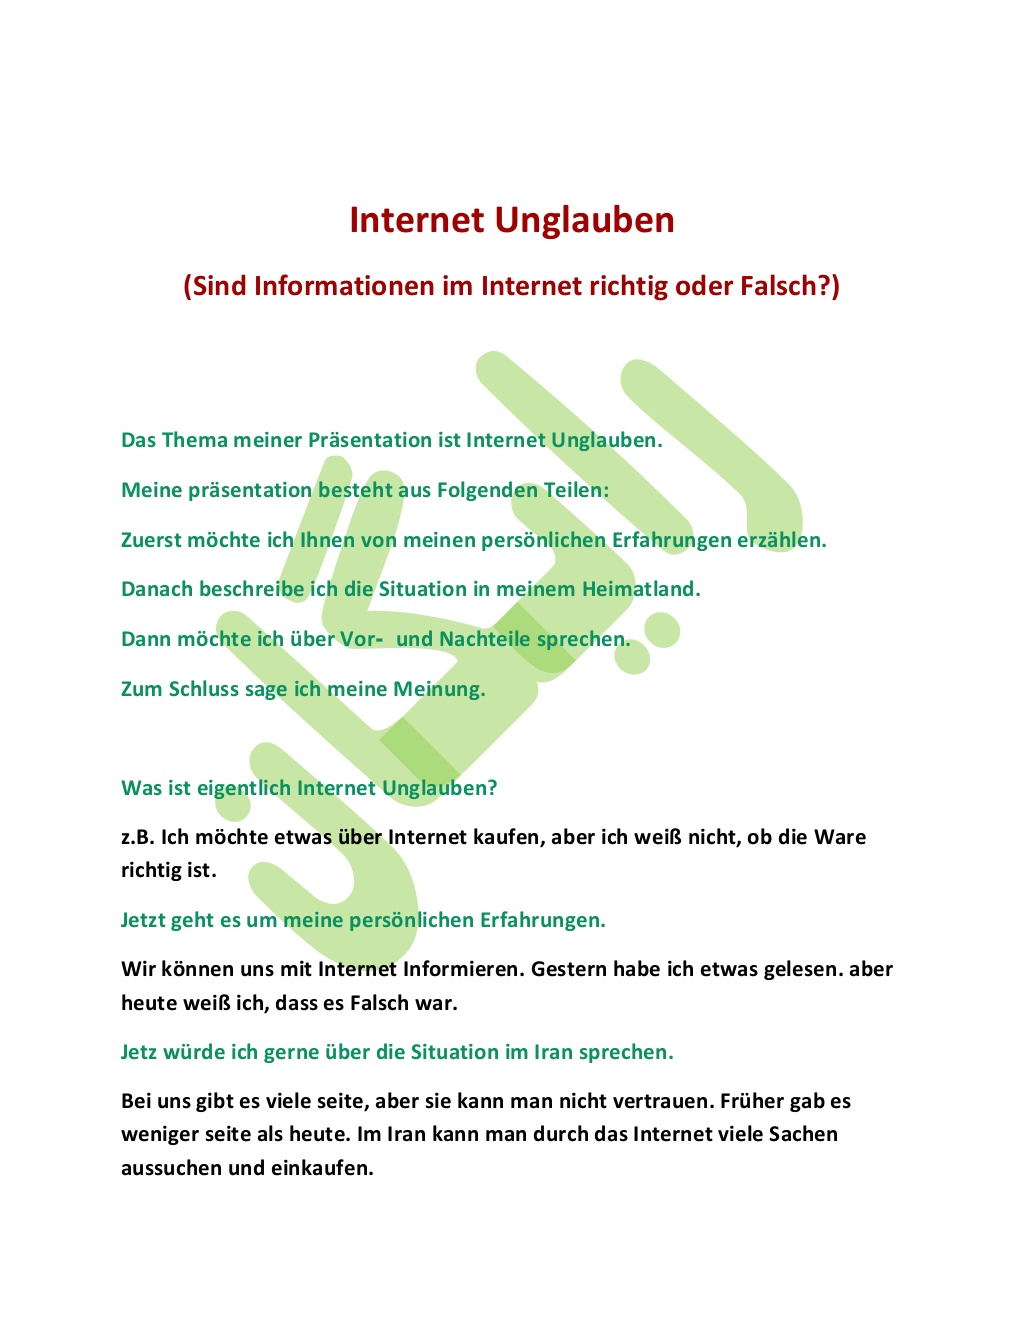 Internet Unglauben
(Sind Informationen im Internet richtig oder Falsch?)
Das Thema meiner Präsentation ist Internet Unglauben.
Meine präsentation besteht aus Folgenden Teilen:
Zuerst möchte ich Ihnen von meinen persönlichen Erfahrungen erzählen.
Danach beschreibe ich die Situation in meinem Heimatland.
Dann möchte ich über Vor-  und Nachteile sprechen.
Zum Schluss sage ich meine Meinung.
Was ist eigentlich Internet Unglauben?
z.B. Ich möchte etwas über Internet kaufen, aber ich weiß nicht, ob die Ware
richtig ist.
Jetzt geht es um meine persönlichen Erfahrungen.
Wir können uns mit Internet Informieren. Gestern habe ich etwas gelesen. aber
heute weiß ich, dass es Falsch war.
Jetz würde ich gerne über die Situation im Iran sprechen.
Bei uns gibt es viele seite, aber sie kann man nicht vertrauen. Früher gab es
weniger seite als heute. Im Iran kann man durch das Internet viele Sachen
aussuchen und einkaufen.
رایگان